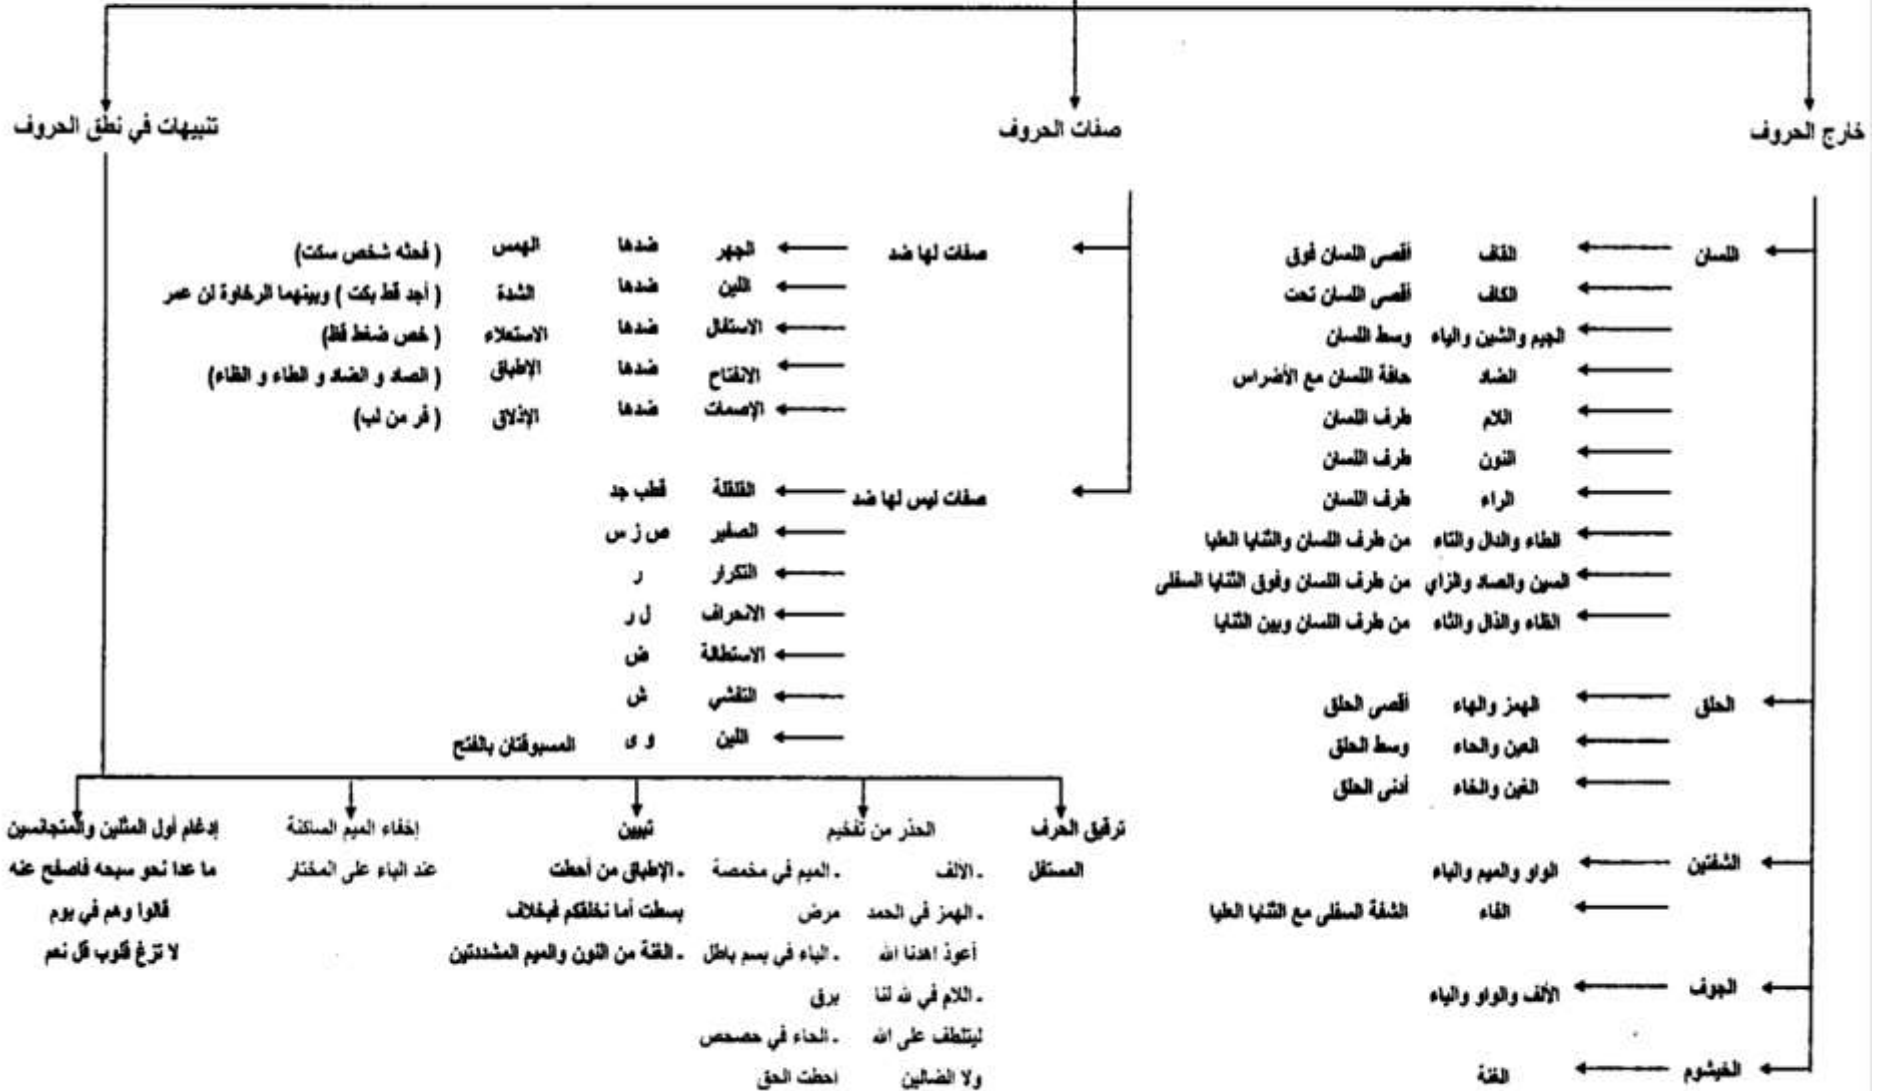 خارج الحروف
اللسان
القاف أقصى اللسان فوق
الكاف أقصى اللسان تحت
الجيم والشين والياء وسط اللسان
الضاد حافة اللسان مع الأضراس
اللام طرف اللسان
النون طرف اللسان
الراء طرف اللسان
الطاء والدال والتاء من طرف اللسان والثنايا العليا
السين والصاد والزاي من طرف اللسان وفوق الثنايا السفلى
الظاء والذال والثاء من طرف اللسان وبين الثنايا
الحلق
الهمز والهاء أقصى الحلق
العين والحاء وسط الحلق
الغين والخاء أدنى الحلق
الشفتين
الواو والميم والباء
الفاء الشفة السفلى مع الثنايا العليا
الجوف الألف والواو والياء
الخيشوم الغنة
صفات الحروف
صفات لها ضد
الجهر ضدها الهمس ( فحثه شخص سكت)
اللين ضدها الشدة ( أجد قط بكت ) وبينهما الرخاوة لن عمر
الاستفال ضدها الاستعلاء ( خص ضغط قظ)
الانفتاح ضدها الإطباق ( الصاد و الضاد و الطاء و الظاء)
الإصمات ضدها الإذلاق ( فر من لب)
صفات ليس لها ضد
القلقلة قطب جد
الصفير ص ز س
التكرار ر
الانحراف ل ر
الاستطالة ض
التفشي ش
اللين و ى المسبوقتان بالفتح
تنبيهات في نطق الحروف
ترقيق الحرف
المستفل
الحذر من تفخيم
. الألف . الميم في مخمصة
. الهمز في الحمد مرض
أعوذ اهدنا الله . الباء في بسم باطل
. اللام في لله لنا برق
ليتلطف على الله . الحاء في حصحص
ولا الضالين احطت الحق
تبيين
. الإطباق من أحطت
بسطت أما نخلقكم فبخلاف
. الغنة من النون والميم المشددتين
إخفاء الميم الساكنة
عند الباء على المختار
إدغام أول المثلين والمتجانسين
ما عدا نحو سبحه فاصفح عنه
قالوا وهم في يوم
لا تزغ قلوب قل نعم